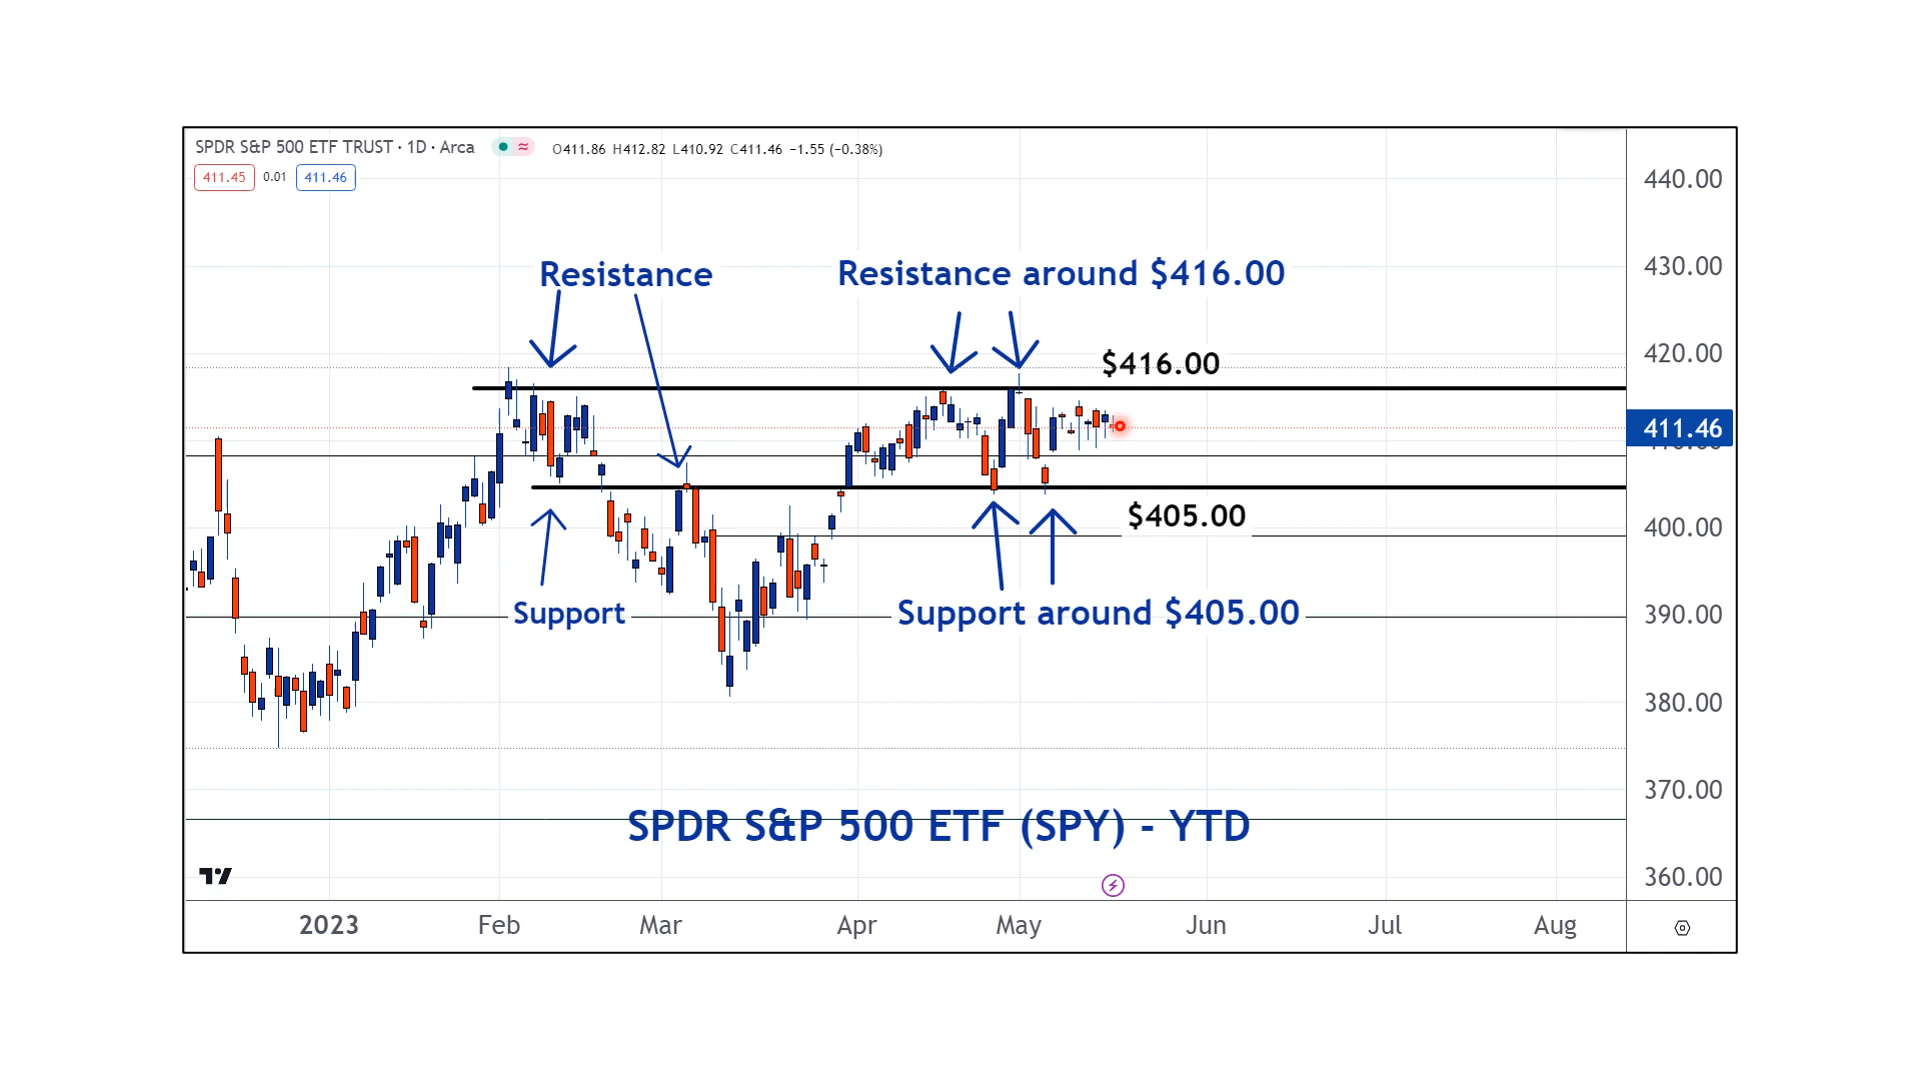 SPDR S&P 500 ETF TRUST · 1D · Arca O411.86 H412.82 L410.92 C411.46 −1.55 (−0.38%)
411.45 0.01 411.46
440.00
430.00
Resistance
Resistance around $416.00
420.00
$416.00
411.46
$405.00
400.00
390.00
Support
Support around $405.00
380.00
370.00
SPDR S&P 500 ETF (SPY) - YTD
360.00
2023 Feb Mar Apr May Jun Jul Aug